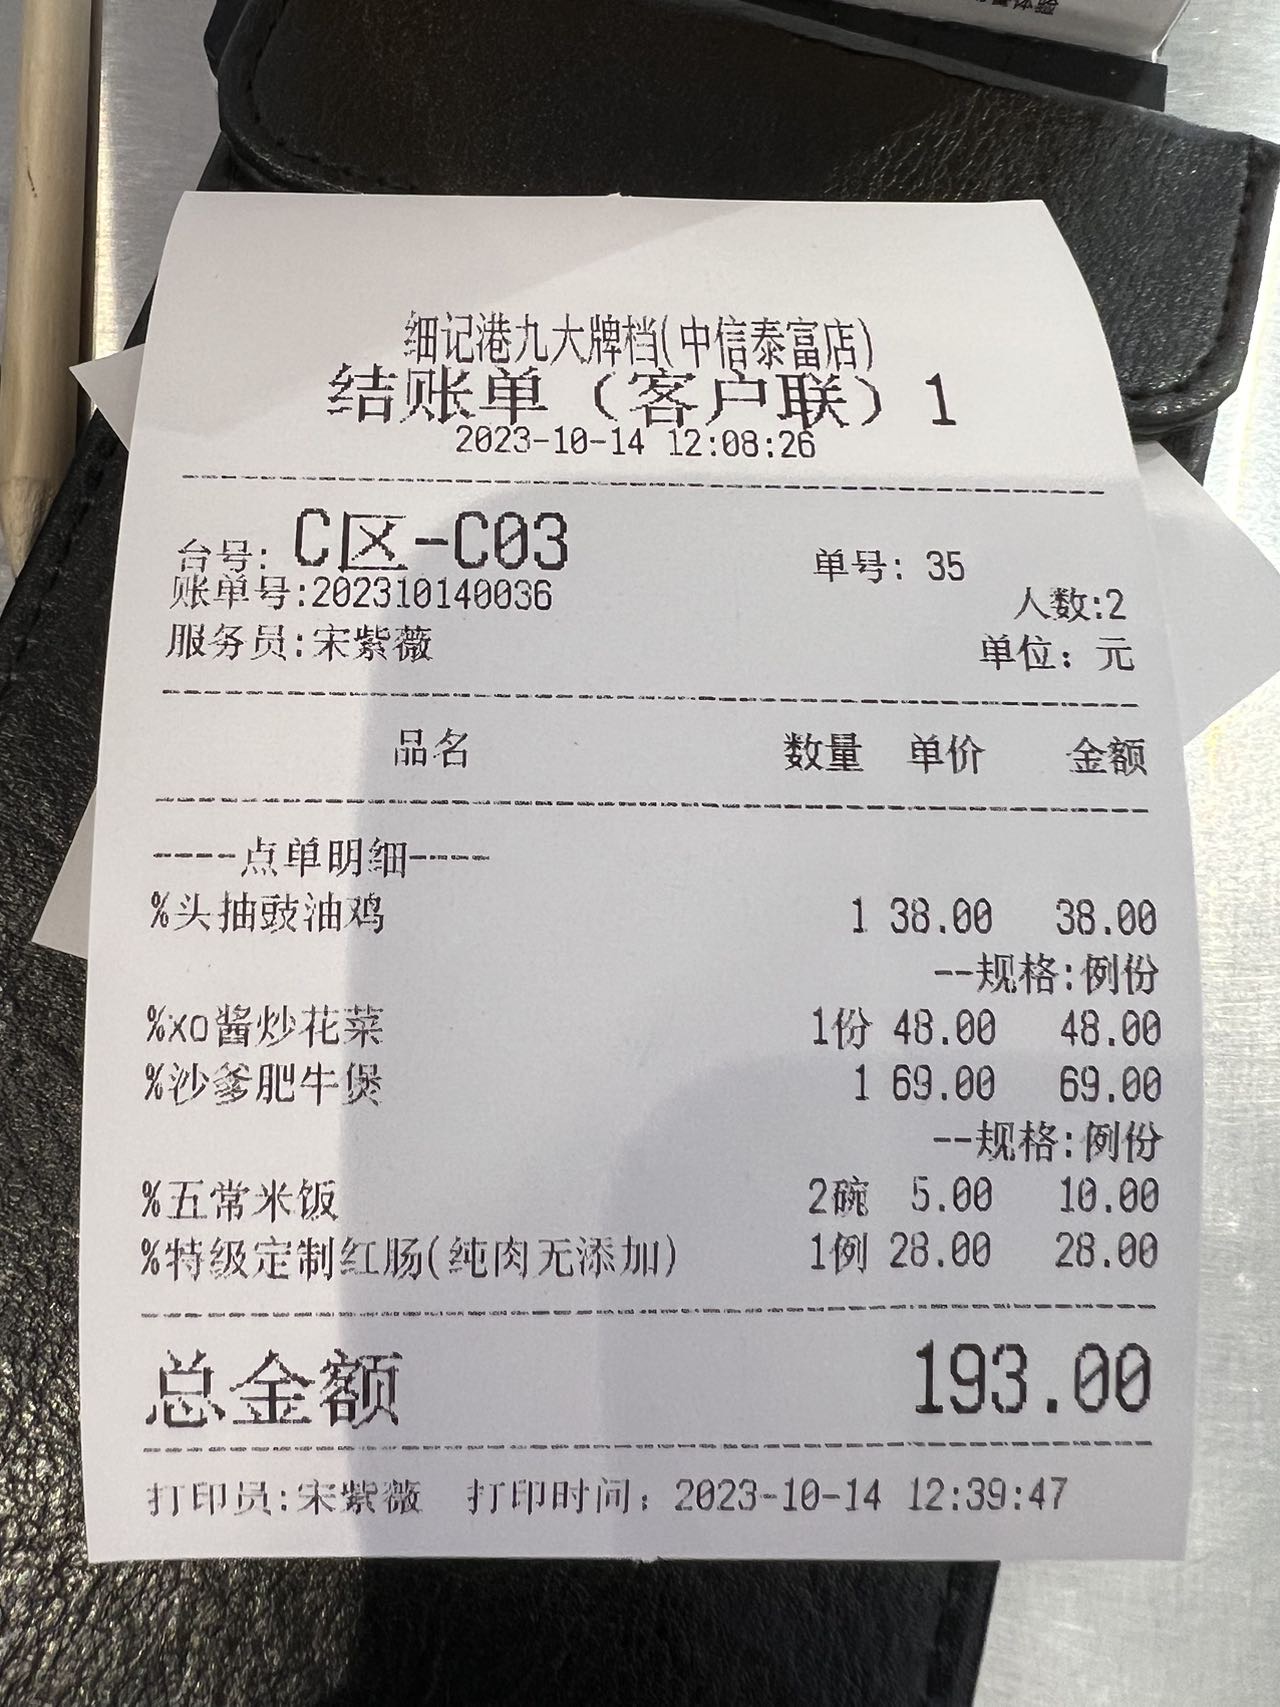 细记港九大牌档(中信泰富店)
结账单（客户联）1
2023-10-14 12:08:26
台号: C区-C03 单号: 35
账单号:202310140036 人数:2
服务员:宋紫薇 单位: 元
品名 数量 单价 金额
----点单明细----
%头抽豉油鸡 1 38.00 38.00
--规格:例份
%xo酱炒花菜 1份 48.00 48.00
%沙爹肥牛煲 1 69.00 69.00
--规格:例份
%五常米饭 2碗 5.00 10.00
%特级定制红肠(纯肉无添加) 1例 28.00 28.00
总金额 193.00
打印员:宋紫薇 打印时间: 2023-10-14 12:39:47